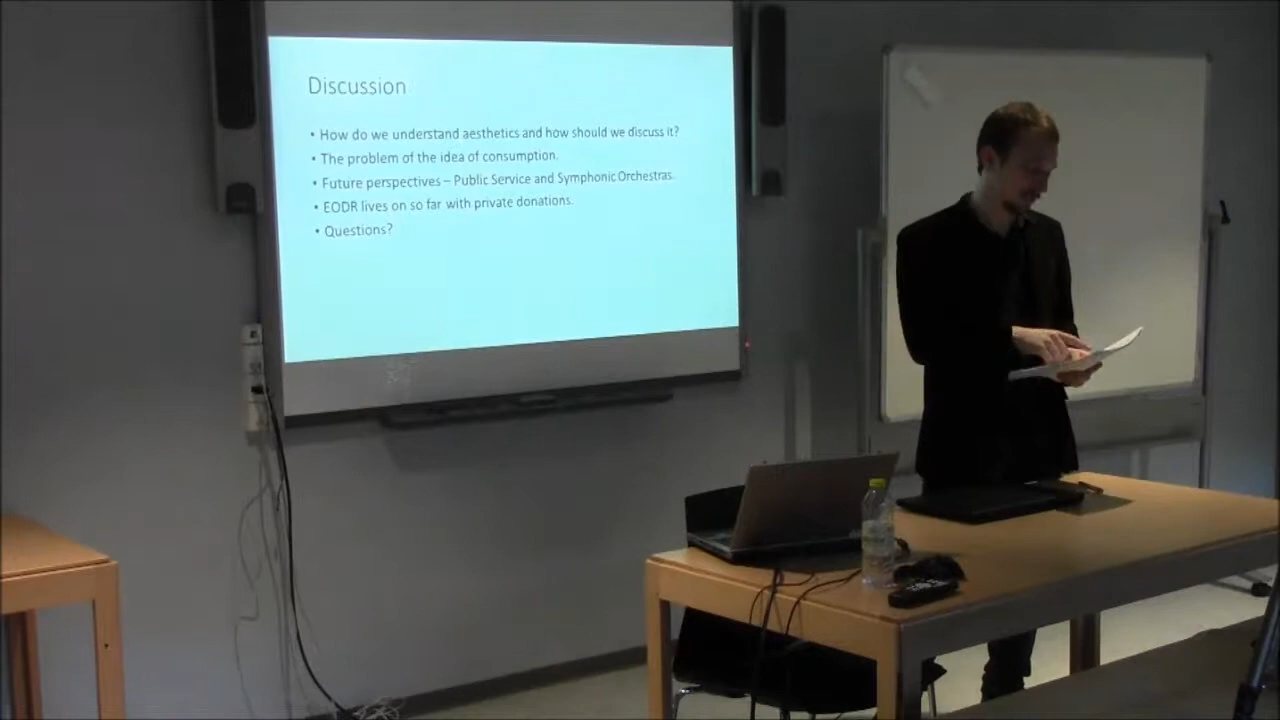 Discussion
• How do we understand aesthetics and how should we discuss it?
• The problem of the idea of consumption.
• Future perspectives – Public Service and Symphonic Orchestras.
• EODR lives on so far with private donations.
• Questions?